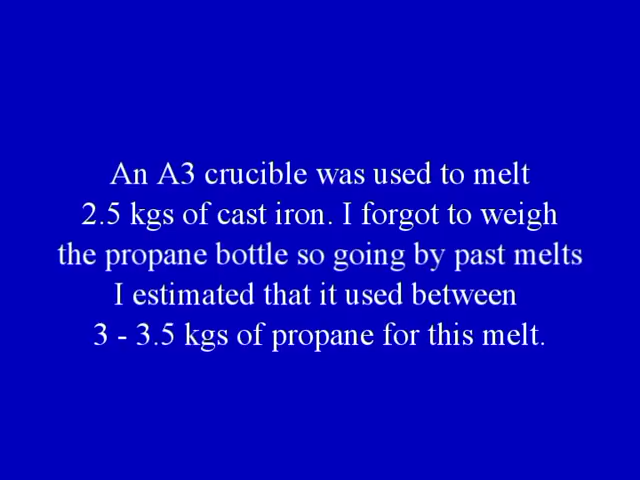 An A3 crucible was used to melt
2.5 kgs of cast iron. I forgot to weigh
the propane bottle so going by past melts
I estimated that it used between
3 - 3.5 kgs of propane for this melt.